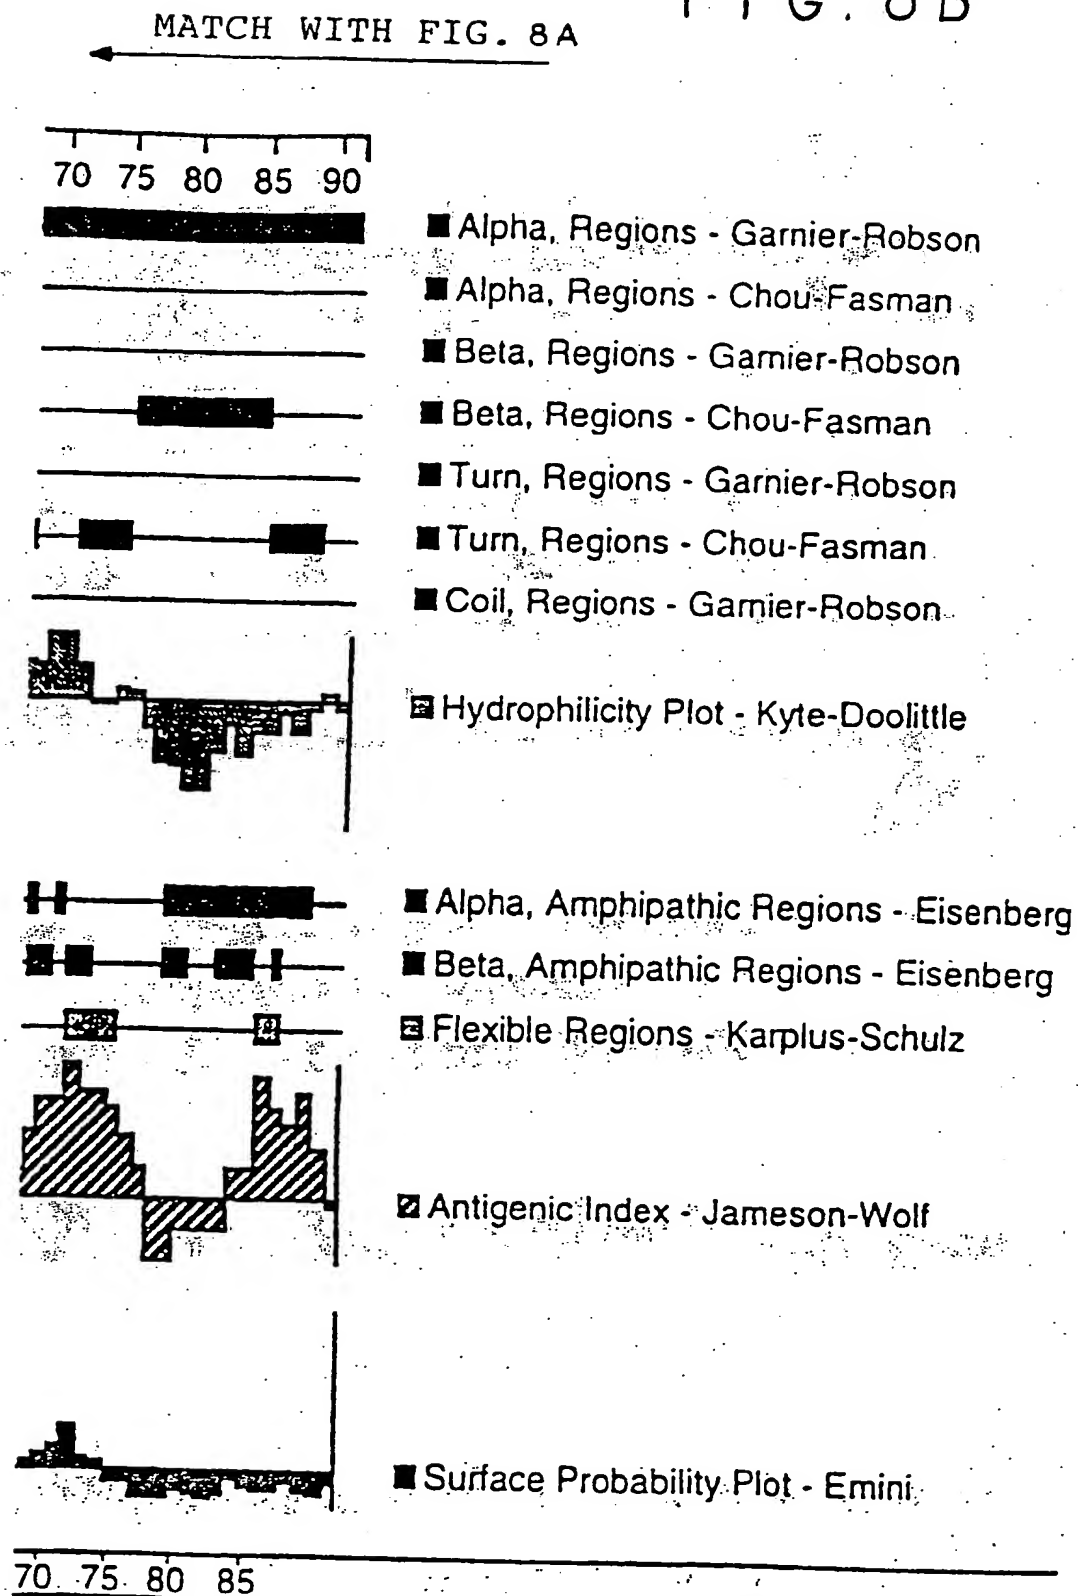 FIG. 8B
MATCH WITH FIG. 8A
70 75 80 85 90
Alpha, Regions - Garnier-Robson
Alpha, Regions - Chou-Fasman
Beta, Regions - Garnier-Robson
Beta, Regions - Chou-Fasman
Turn, Regions - Garnier-Robson
Turn, Regions - Chou-Fasman
Coil, Regions - Garnier-Robson
Hydrophilicity Plot - Kyte-Doolittle
Alpha, Amphipathic Regions - Eisenberg
Beta, Amphipathic Regions - Eisenberg
Flexible Regions - Karplus-Schulz
Antigenic Index - Jameson-Wolf
Surface Probability Plot - Emini
70 75 80 85